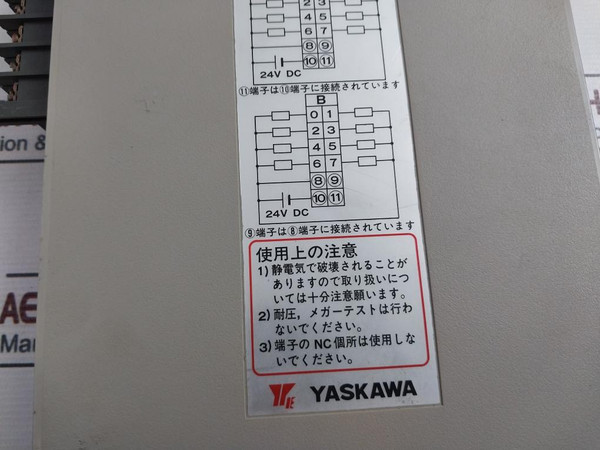 2 3
4 5
6 7
⑧ ⑨
⑩ ⑪
24V DC
⑪端子は⑩端子に接続されています
B
0 1
2 3
4 5
6 7
⑧ ⑨
⑩ ⑪
24V DC
⑨端子は⑧端子に接続されています
使用上の注意
1) 静電気で破壊されることが
ありますので取り扱いにつ
いては十分注意願います。
2) 耐圧，メガーテストは行わ
ないでください。
3) 端子の NC 個所は使用しな
いでください。
YE YASKAWA
ion &
AE
Mar